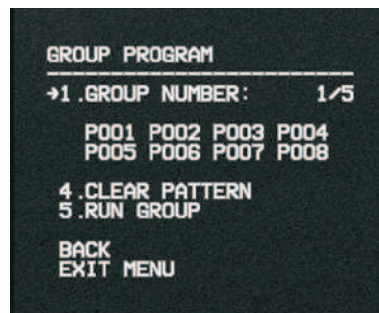 GROUP PROGRAM
→1.GROUP NUMBER: 1/5
P001 P002 P003 P004
P005 P006 P007 P008
4.CLEAR PATTERN
5.RUN GROUP
BACK
EXIT MENU